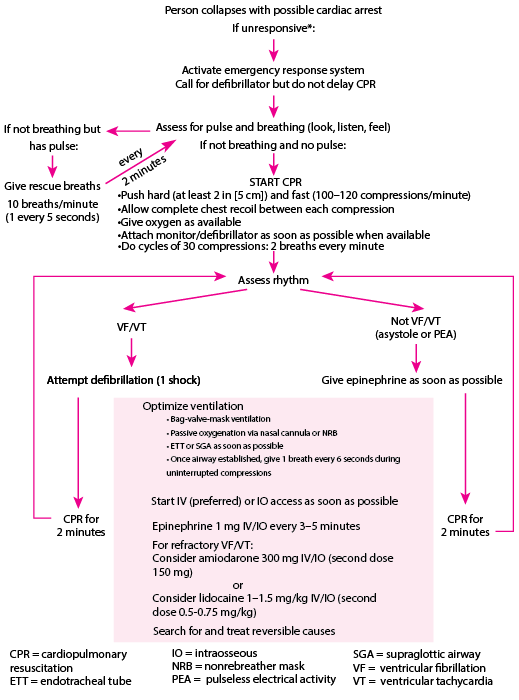 Person collapses with possible cardiac arrest
If unresponsive*:
Activate emergency response system
Call for defibrillator but do not delay CPR
Assess for pulse and breathing (look, listen, feel)
If not breathing but
has pulse:
every
2 minutes
If not breathing and no pulse:
Give rescue breaths
10 breaths/minute
(1 every 5 seconds)
START CPR
•Push hard (at least 2 in [5 cm]) and fast (100–120 compressions/minute)
•Allow complete chest recoil between each compression
•Give oxygen as available
•Attach monitor/defibrillator as soon as possible when available
•Do cycles of 30 compressions: 2 breaths every minute
Assess rhythm
VF/VT
Not VF/VT
(asystole or PEA)
Attempt defibrillation (1 shock)
Give epinephrine as soon as possible
Optimize ventilation
• Bag-valve-mask ventilation
• Passive oxygenation via nasal cannula or NRB
• ETT or SGA as soon as possible
• Once airway established, give 1 breath every 6 seconds during
uninterrupted compressions
Start IV (preferred) or IO access as soon as possible
CPR for
2 minutes
CPR for
2 minutes
Epinephrine 1 mg IV/IO every 3–5 minutes
For refractory VF/VT:
Consider amiodarone 300 mg IV/IO (second dose
150 mg)
or
Consider lidocaine 1–1.5 mg/kg IV/IO (second
dose 0.5-0.75 mg/kg)
Search for and treat reversible causes
CPR = cardiopulmonary
resuscitation
ETT = endotracheal tube
IO = intraosseous
NRB = nonrebreather mask
PEA = pulseless electrical activity
SGA = supraglottic airway
VF = ventricular fibrillation
VT = ventricular tachycardia